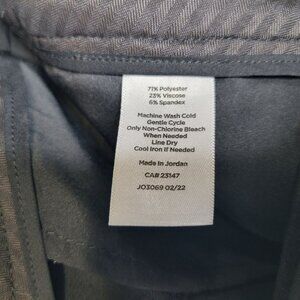 71% Polyester
23% Viscose
6% Spandex
Machine Wash Cold
Gentle Cycle
Only Non-Chlorine Bleach
When Needed
Line Dry
Cool Iron If Needed
Made In Jordan
CA# 23147
JO3069 02/22